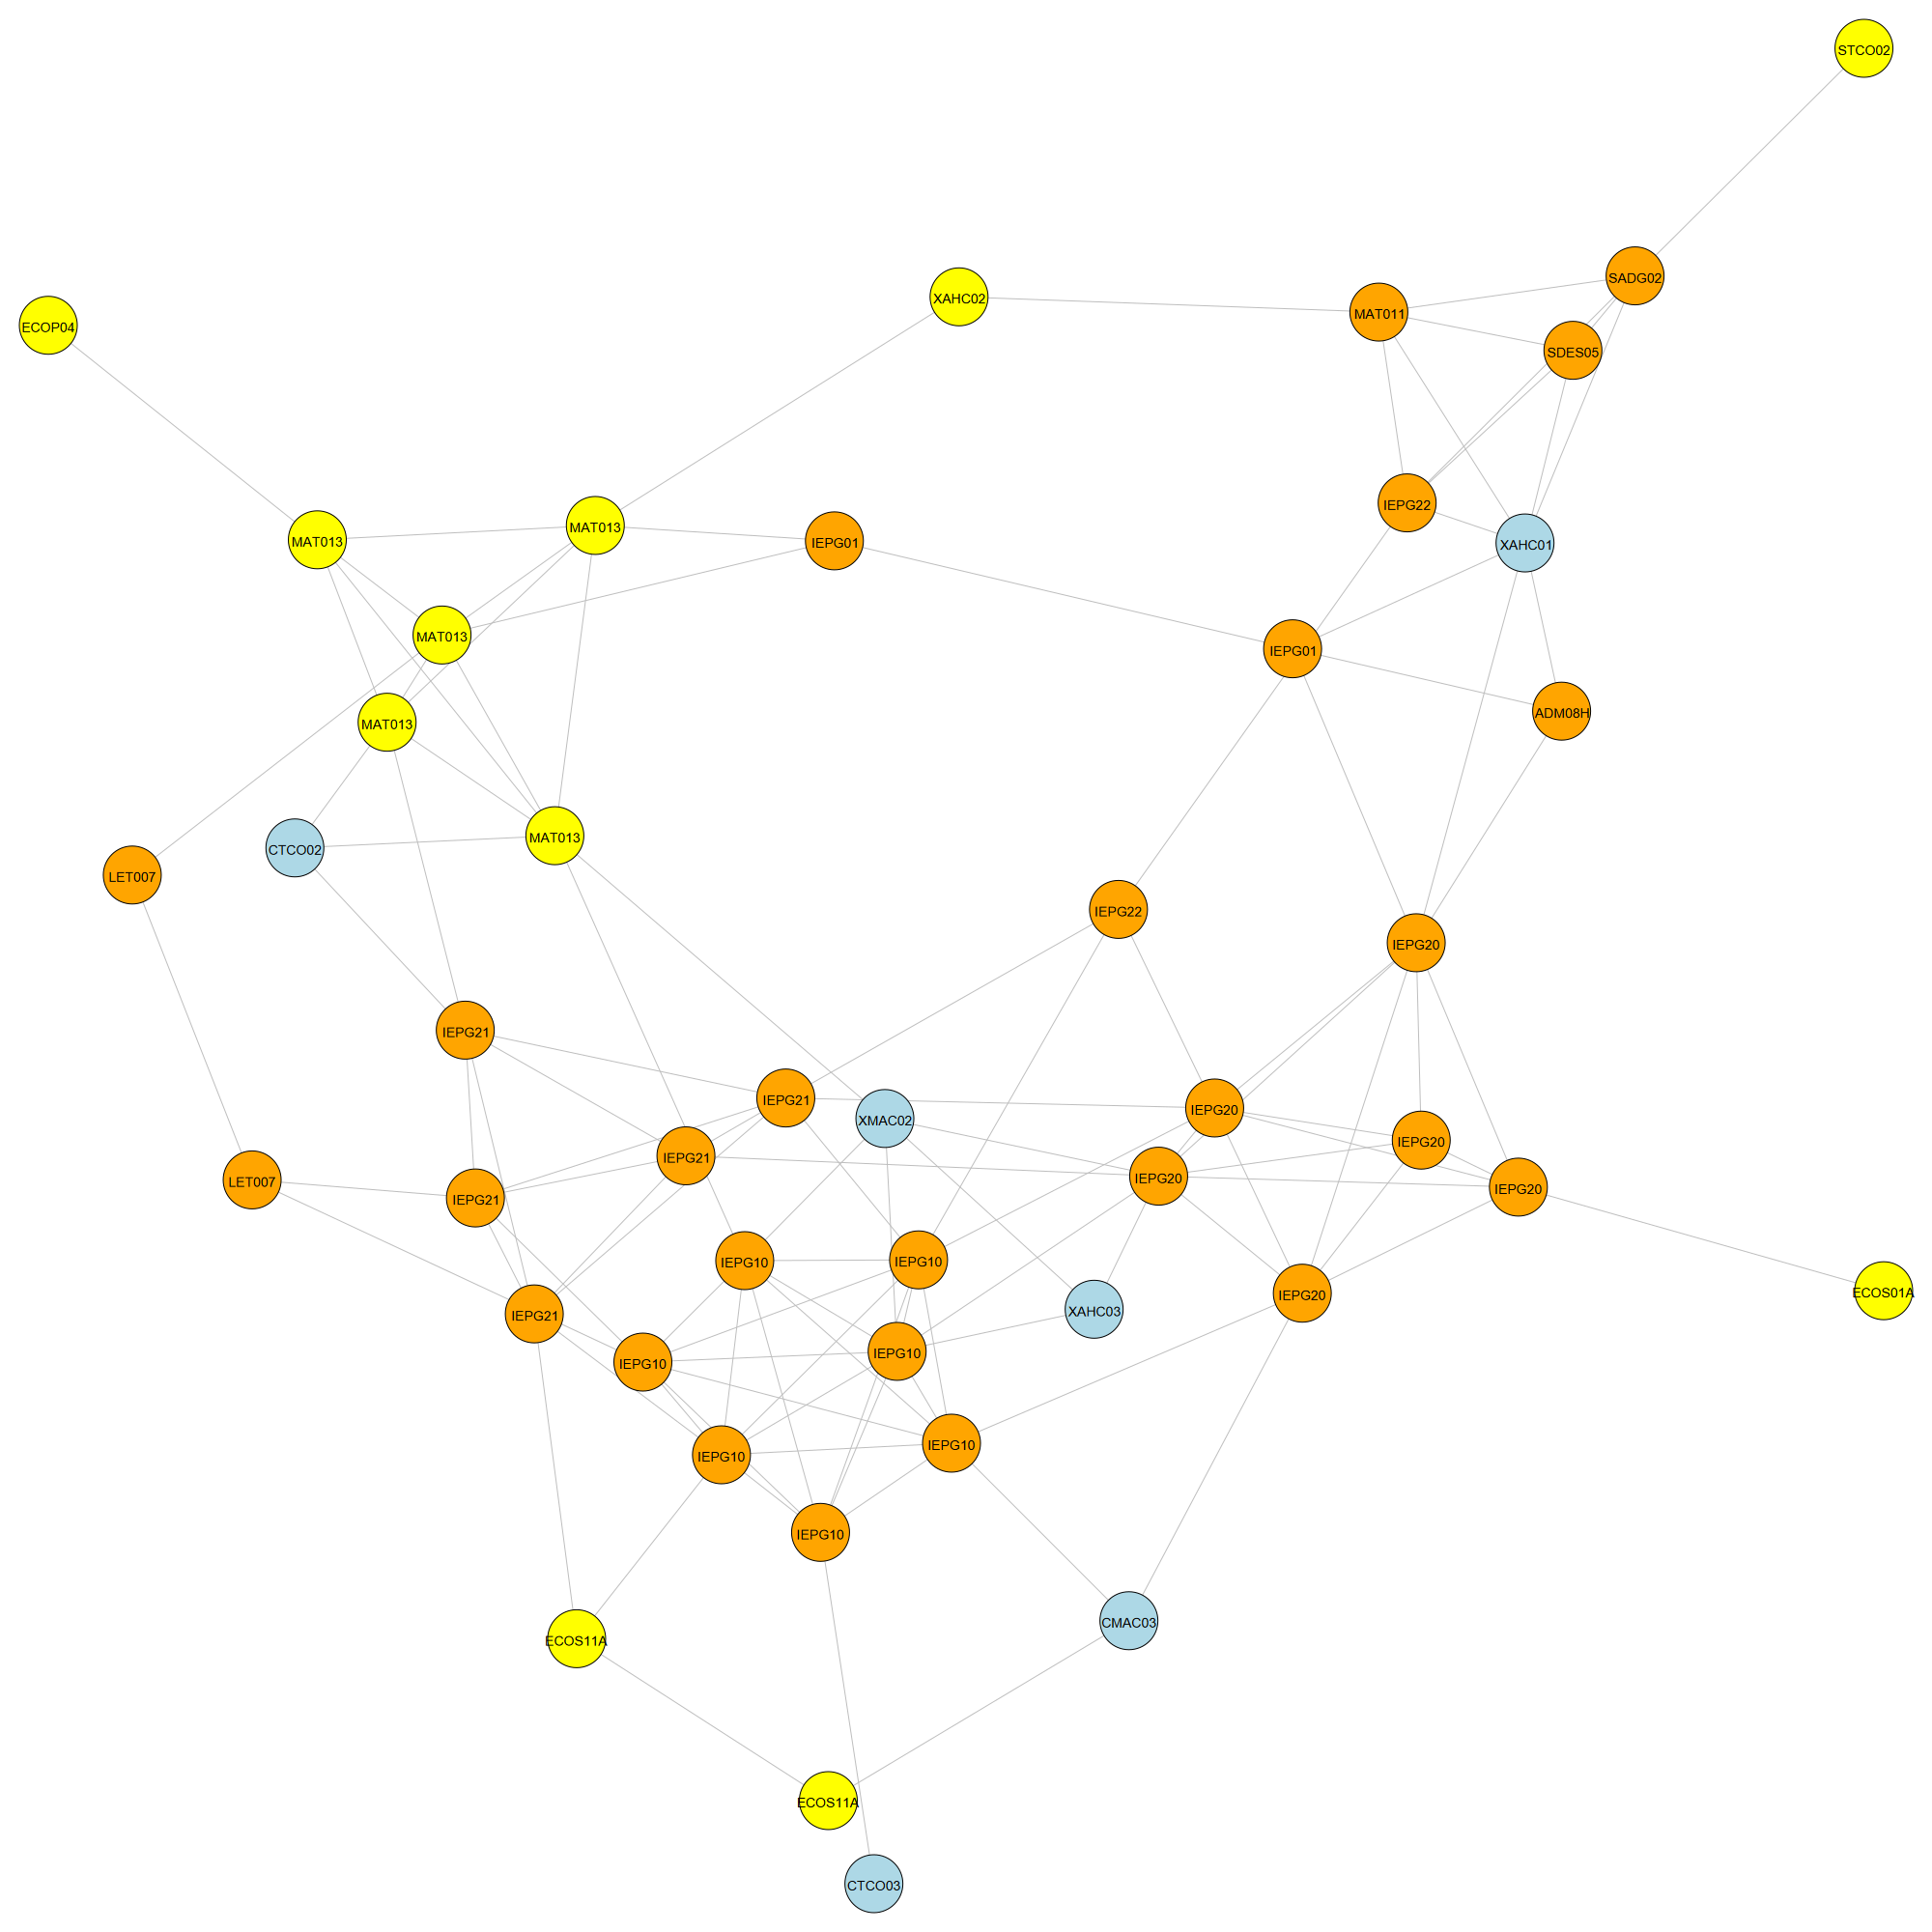 STCO02
SADG02
XAHC02
MAT011
ECOP04
SDES05
IEPG22
MAT013
MAT013
IEPG01
XAHC01
MAT013
IEPG01
ADM08H
MAT013
MAT013
CTCO02
LET007
IEPG22
IEPG20
IEPG21
IEPG21
IEPG20
XMAC02
IEPG20
IEPG21
IEPG20
LET007
IEPG20
IEPG21
IEPG10
IEPG10
ECOS01A
IEPG20
XAHC03
IEPG21
IEPG10
IEPG10
IEPG10
IEPG10
IEPG10
CMAC03
ECOS11A
ECOS11A
CTCO03